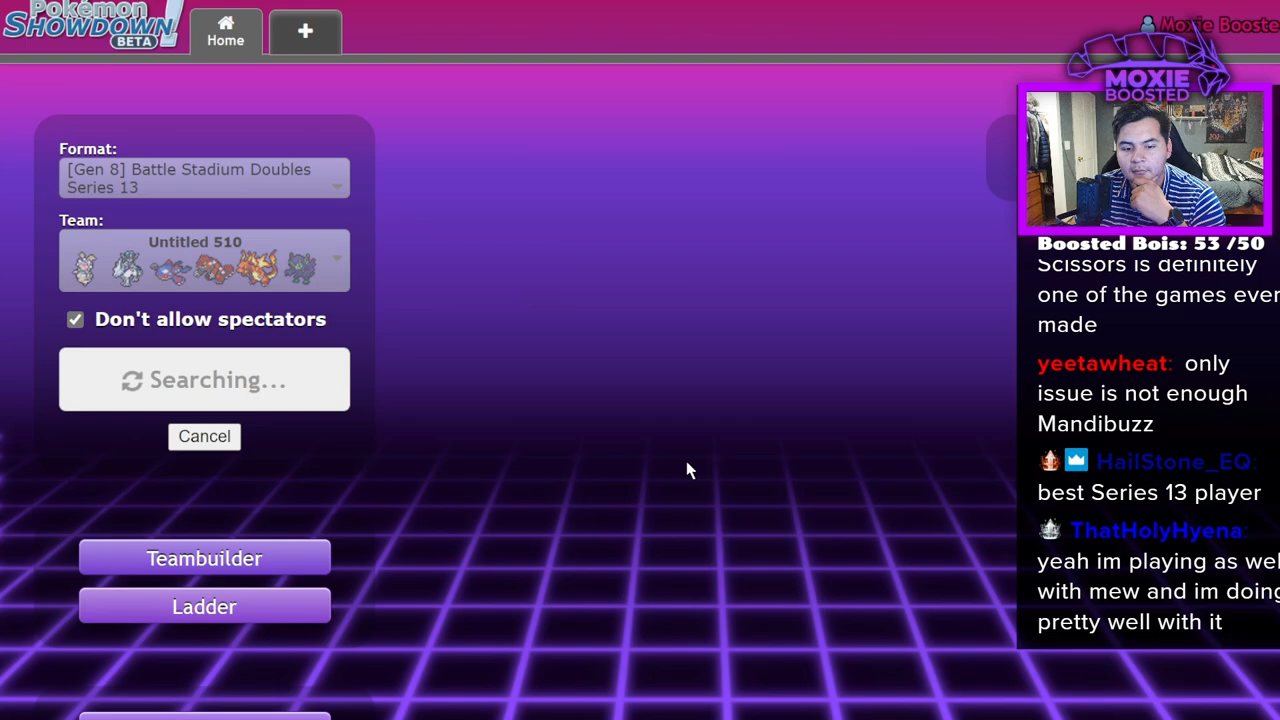 Pokémon
SHOWDOWN!
BETA
Home
+
Moxie Booste
MOXIE
BOOSTED
Format:
[Gen 8] Battle Stadium Doubles
Series 13
Team:
Untitled 510
Don't allow spectators
Searching...
Cancel
Teambuilder
Ladder
Boosted Bois: 53 /50
Scissors is definitely
one of the games ever
made
yeetawheat: only
issue is not enough
Mandibuzz
HailStone_EQ:
best Series 13 player
ThatHolyHyena:
yeah im playing as wel
with mew and im doing
pretty well with it